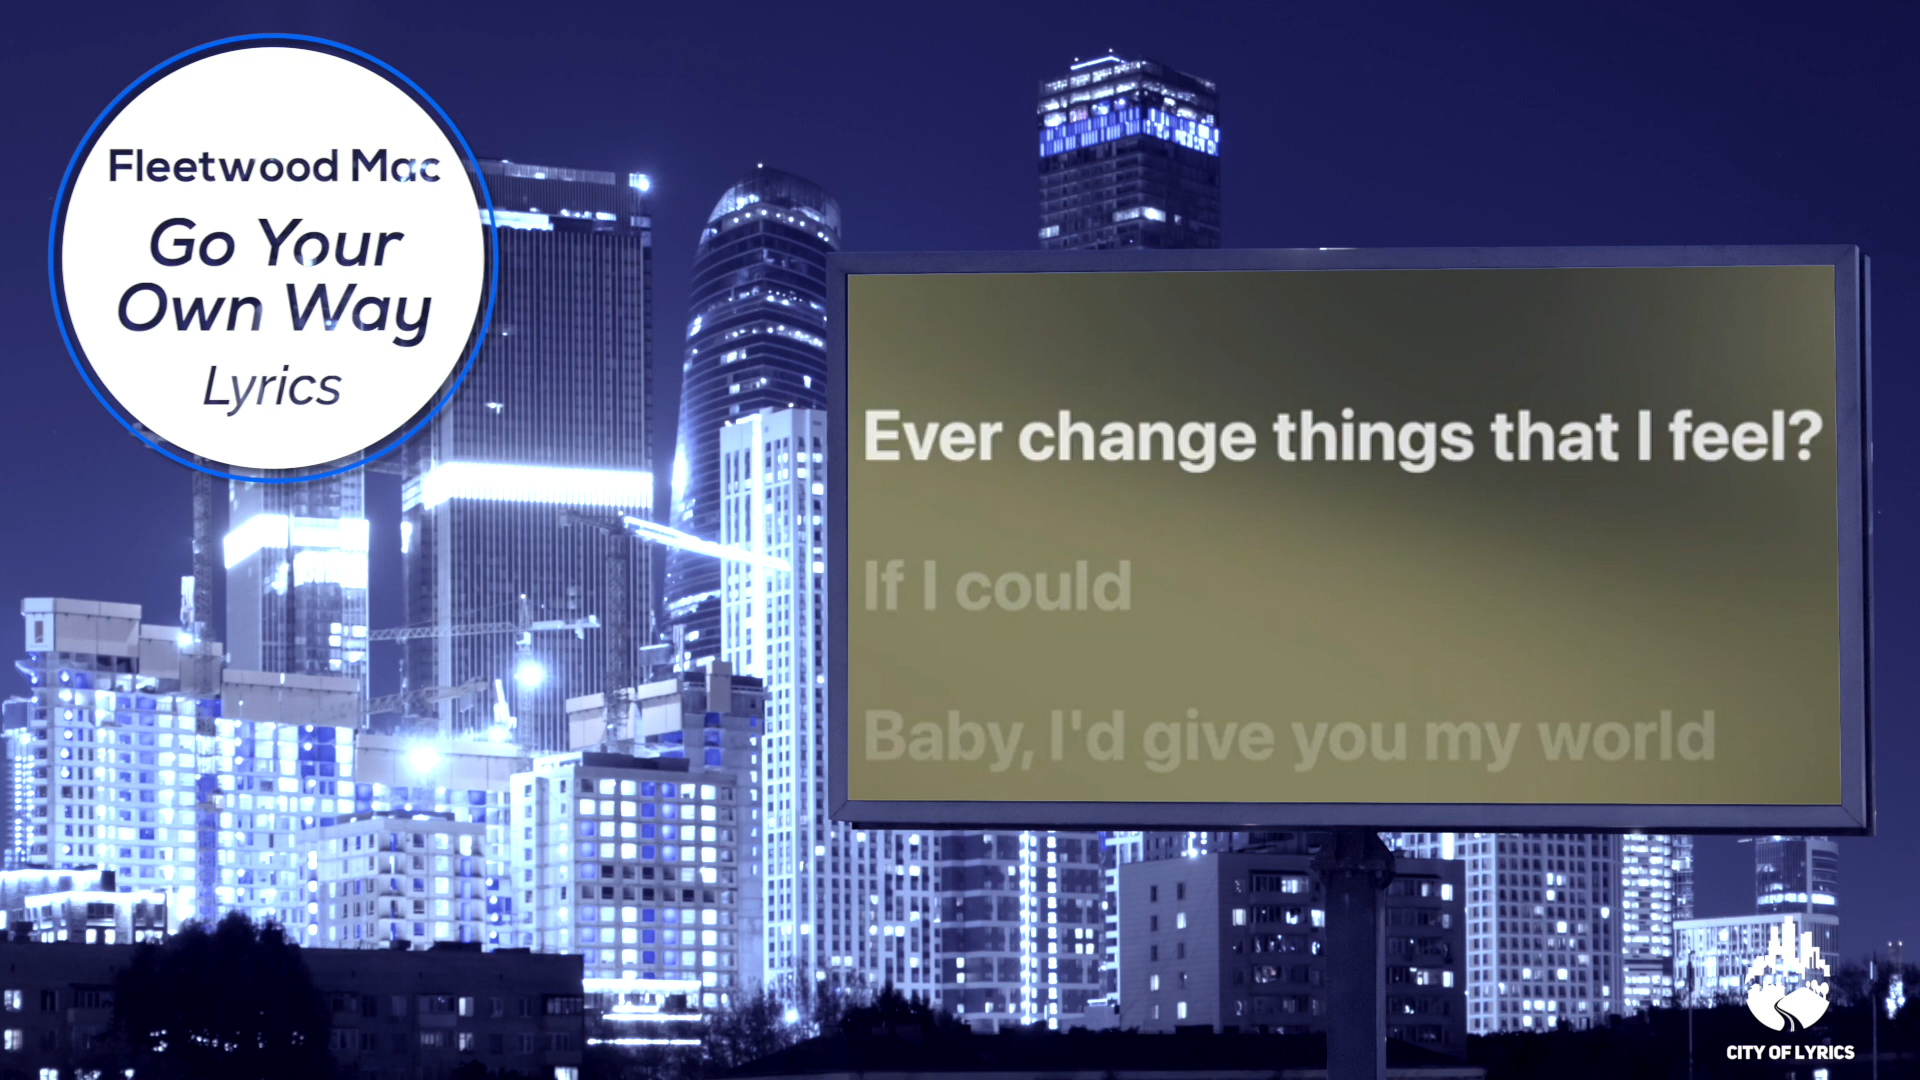 Fleetwood Mac
Go Your
Own Way
Lyrics
Ever change things that I feel?
If I could
Baby, I'd give you my world
CITY OF LYRICS